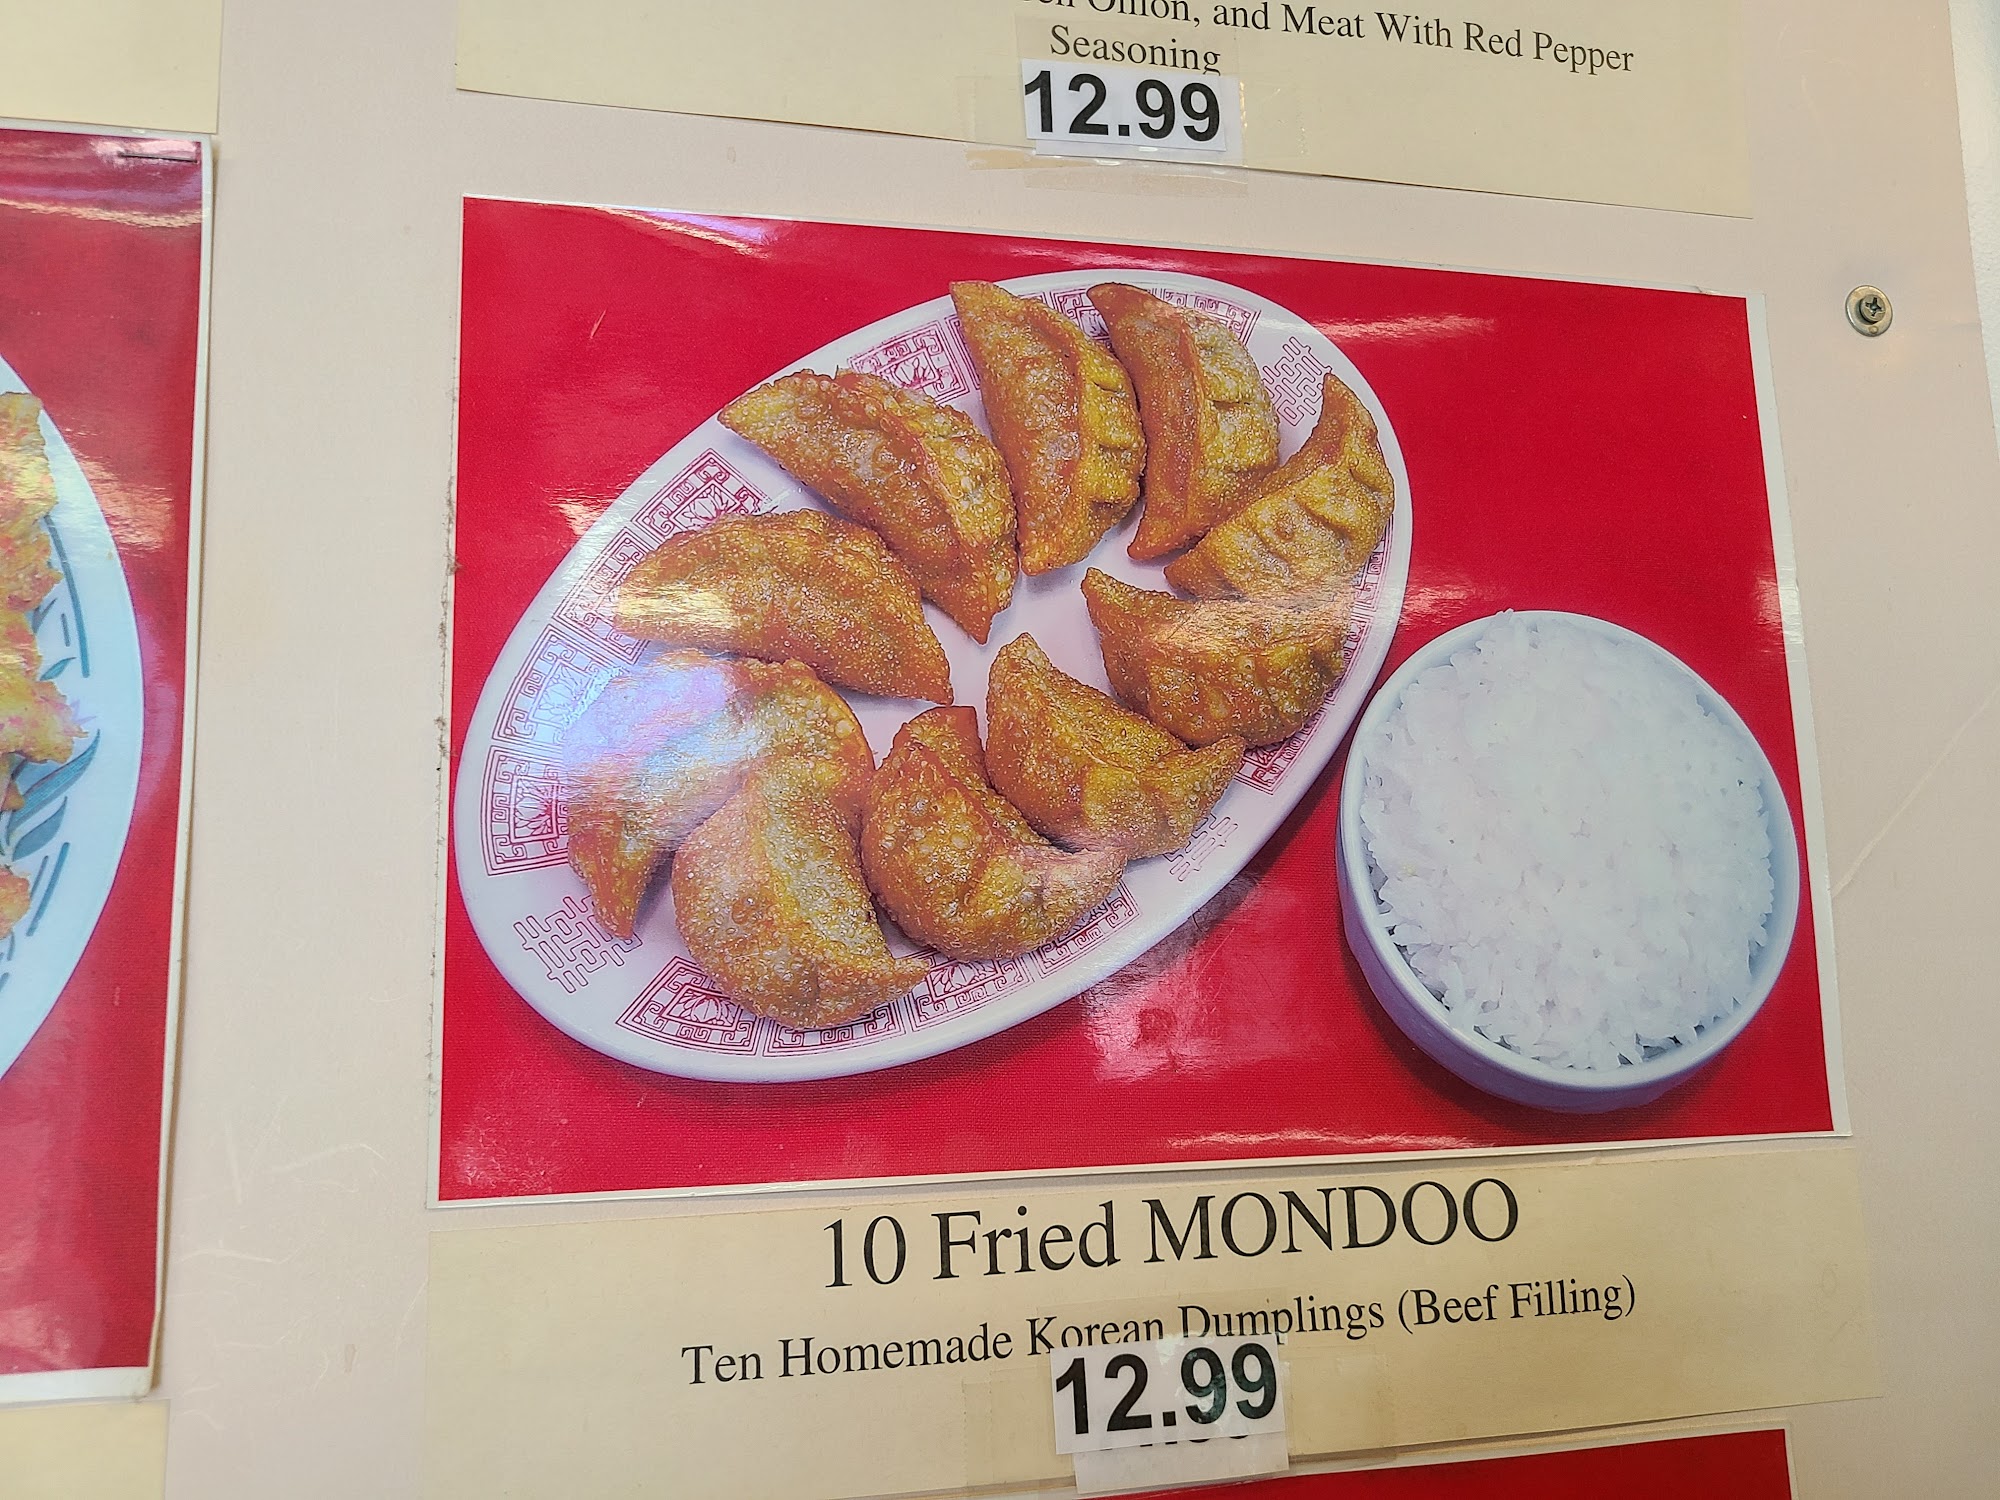 Onion, and Meat With Red Pepper
Seasoning
12.99
10 Fried MONDOO
Ten Homemade Korean Dumplings (Beef Filling)
12.99